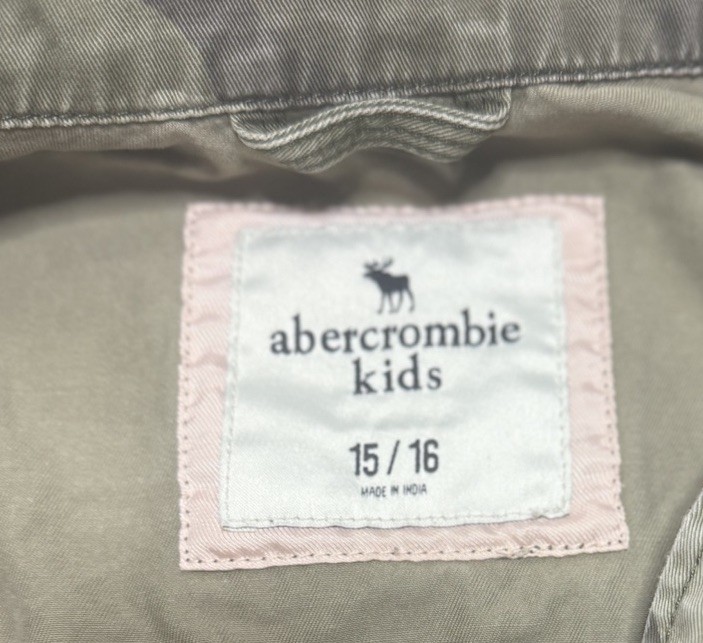 abercrombie
kids
15 / 16
MADE IN INDIA